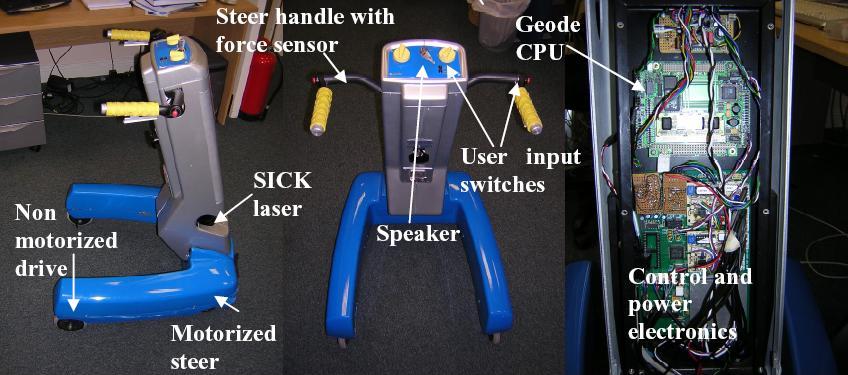 Steer handle with
force sensor
SICK
laser
Non
motorized
drive
Motorized
steer
Speaker
User input
switches
Geode
CPU
Control and
power
electronics